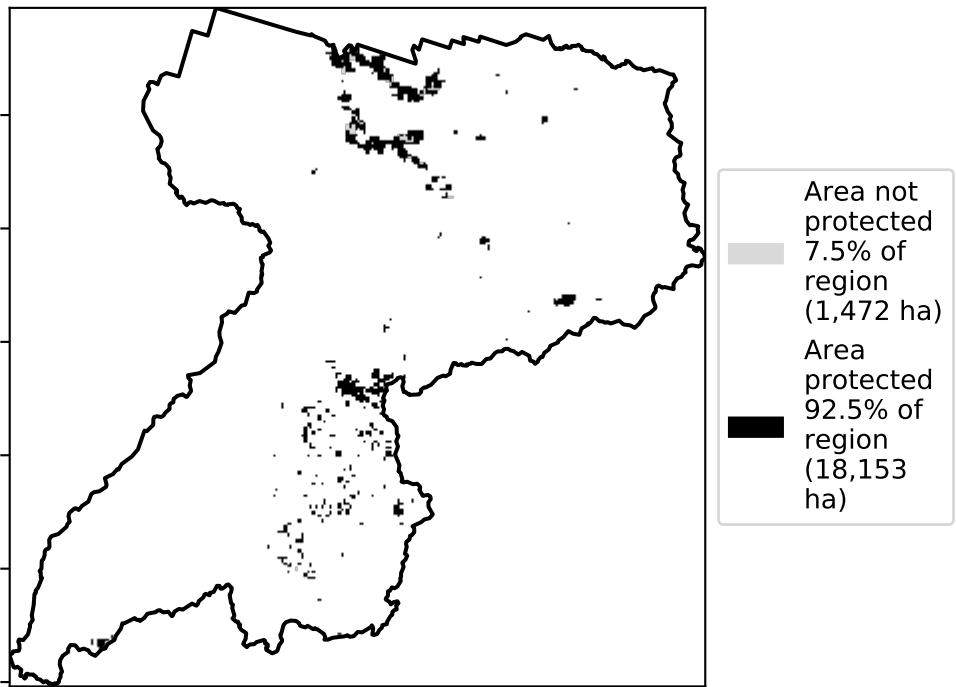 Area not
protected
7.5% of
region
(1,472 ha)
Area
protected
92.5% of
region
(18,153
ha)